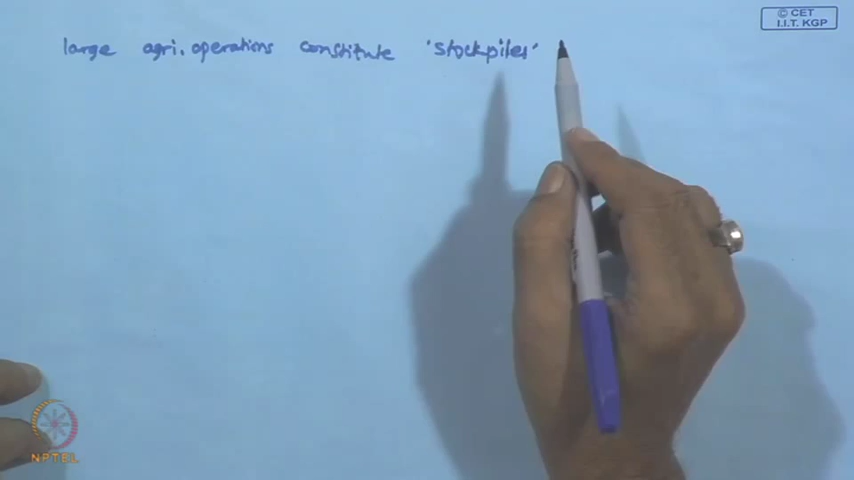 © CET
I.I.T. KGP
large agri. operations constitute 'stockpiles'
NPTEL